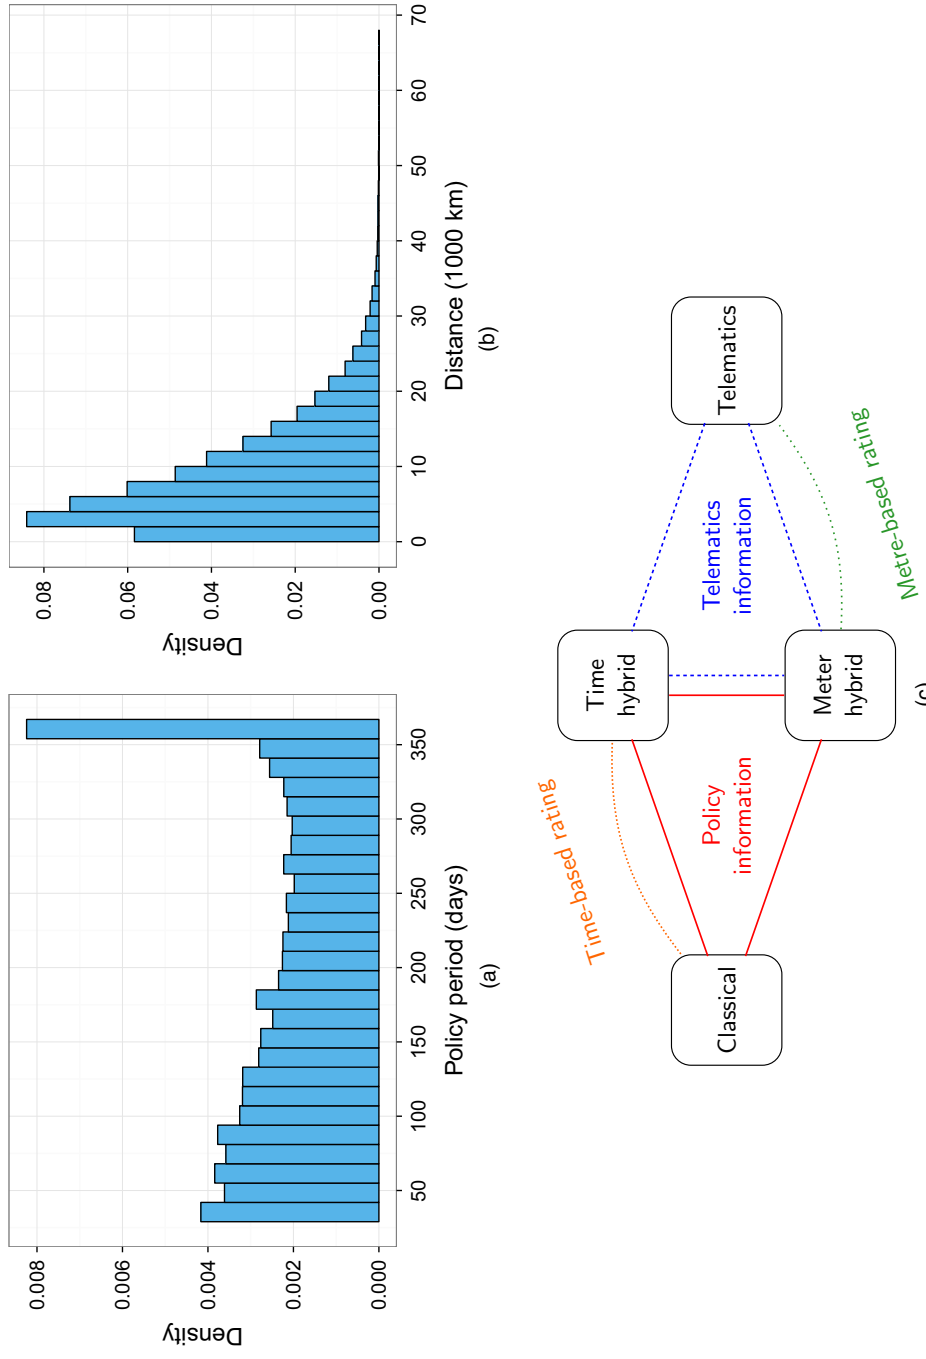 Density
0.000
0.002
0.004
0.006
0.008
50
100
150
200
250
300
350
Policy period (days)
(a)
Density
0.00
0.02
0.04
0.06
0.08
0
10
20
30
40
50
60
70
Distance (1000 km)
(b)
Time-based rating
Time
hybrid
Classical
Policy
information
Telematics
information
Telematics
Meter
hybrid
Metre-based rating
(c)